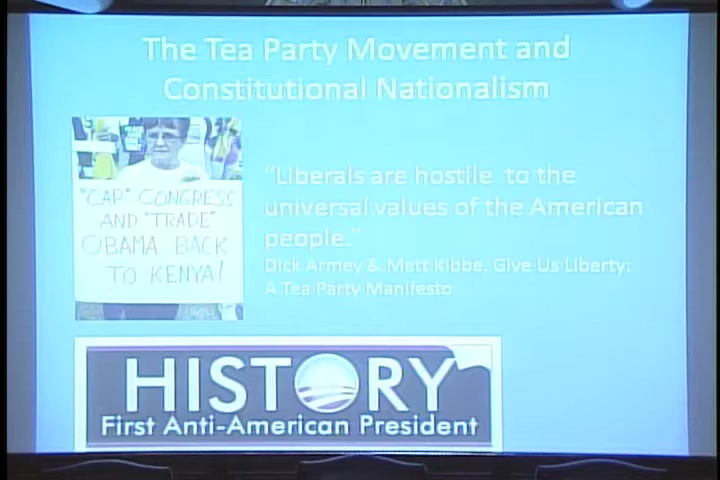 The Tea Party Movement and
Constitutional Nationalism
"CAP" CONGRESS
AND "TRADE"
OBAMA BACK
TO KENYA!
"Liberals are hostile to the
universal values of the American
people."
Dick Armey & Matt Kibbe, Give Us Liberty:
A Tea Party Manifesto
HISTORY
First Anti-American President